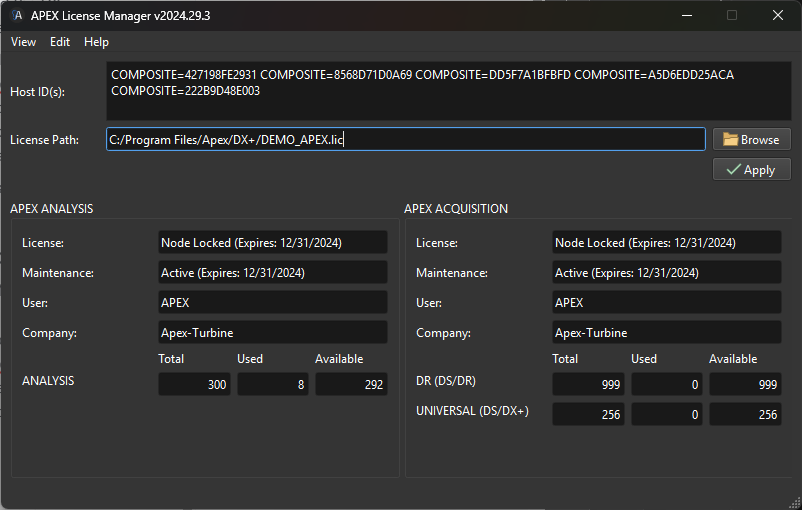 APEX License Manager v2024.29.3
View Edit Help
Host ID(s):
COMPOSITE=427198FE2931 COMPOSITE=8568D71D0A69 COMPOSITE=DD5F7A1BFBFD COMPOSITE=A5D6EDD25ACA
COMPOSITE=222B9D48E003
License Path: C:/Program Files/Apex/DX+/DEMO_APEX.lic Browse
Apply
APEX ANALYSIS
License: Node Locked (Expires: 12/31/2024)
Maintenance: Active (Expires: 12/31/2024)
User: APEX
Company: Apex-Turbine
Total Used Available
ANALYSIS 300 8 292
APEX ACQUISITION
License: Node Locked (Expires: 12/31/2024)
Maintenance: Active (Expires: 12/31/2024)
User: APEX
Company: Apex-Turbine
Total Used Available
DR (DS/DR) 999 0 999
UNIVERSAL (DS/DX+) 256 0 256